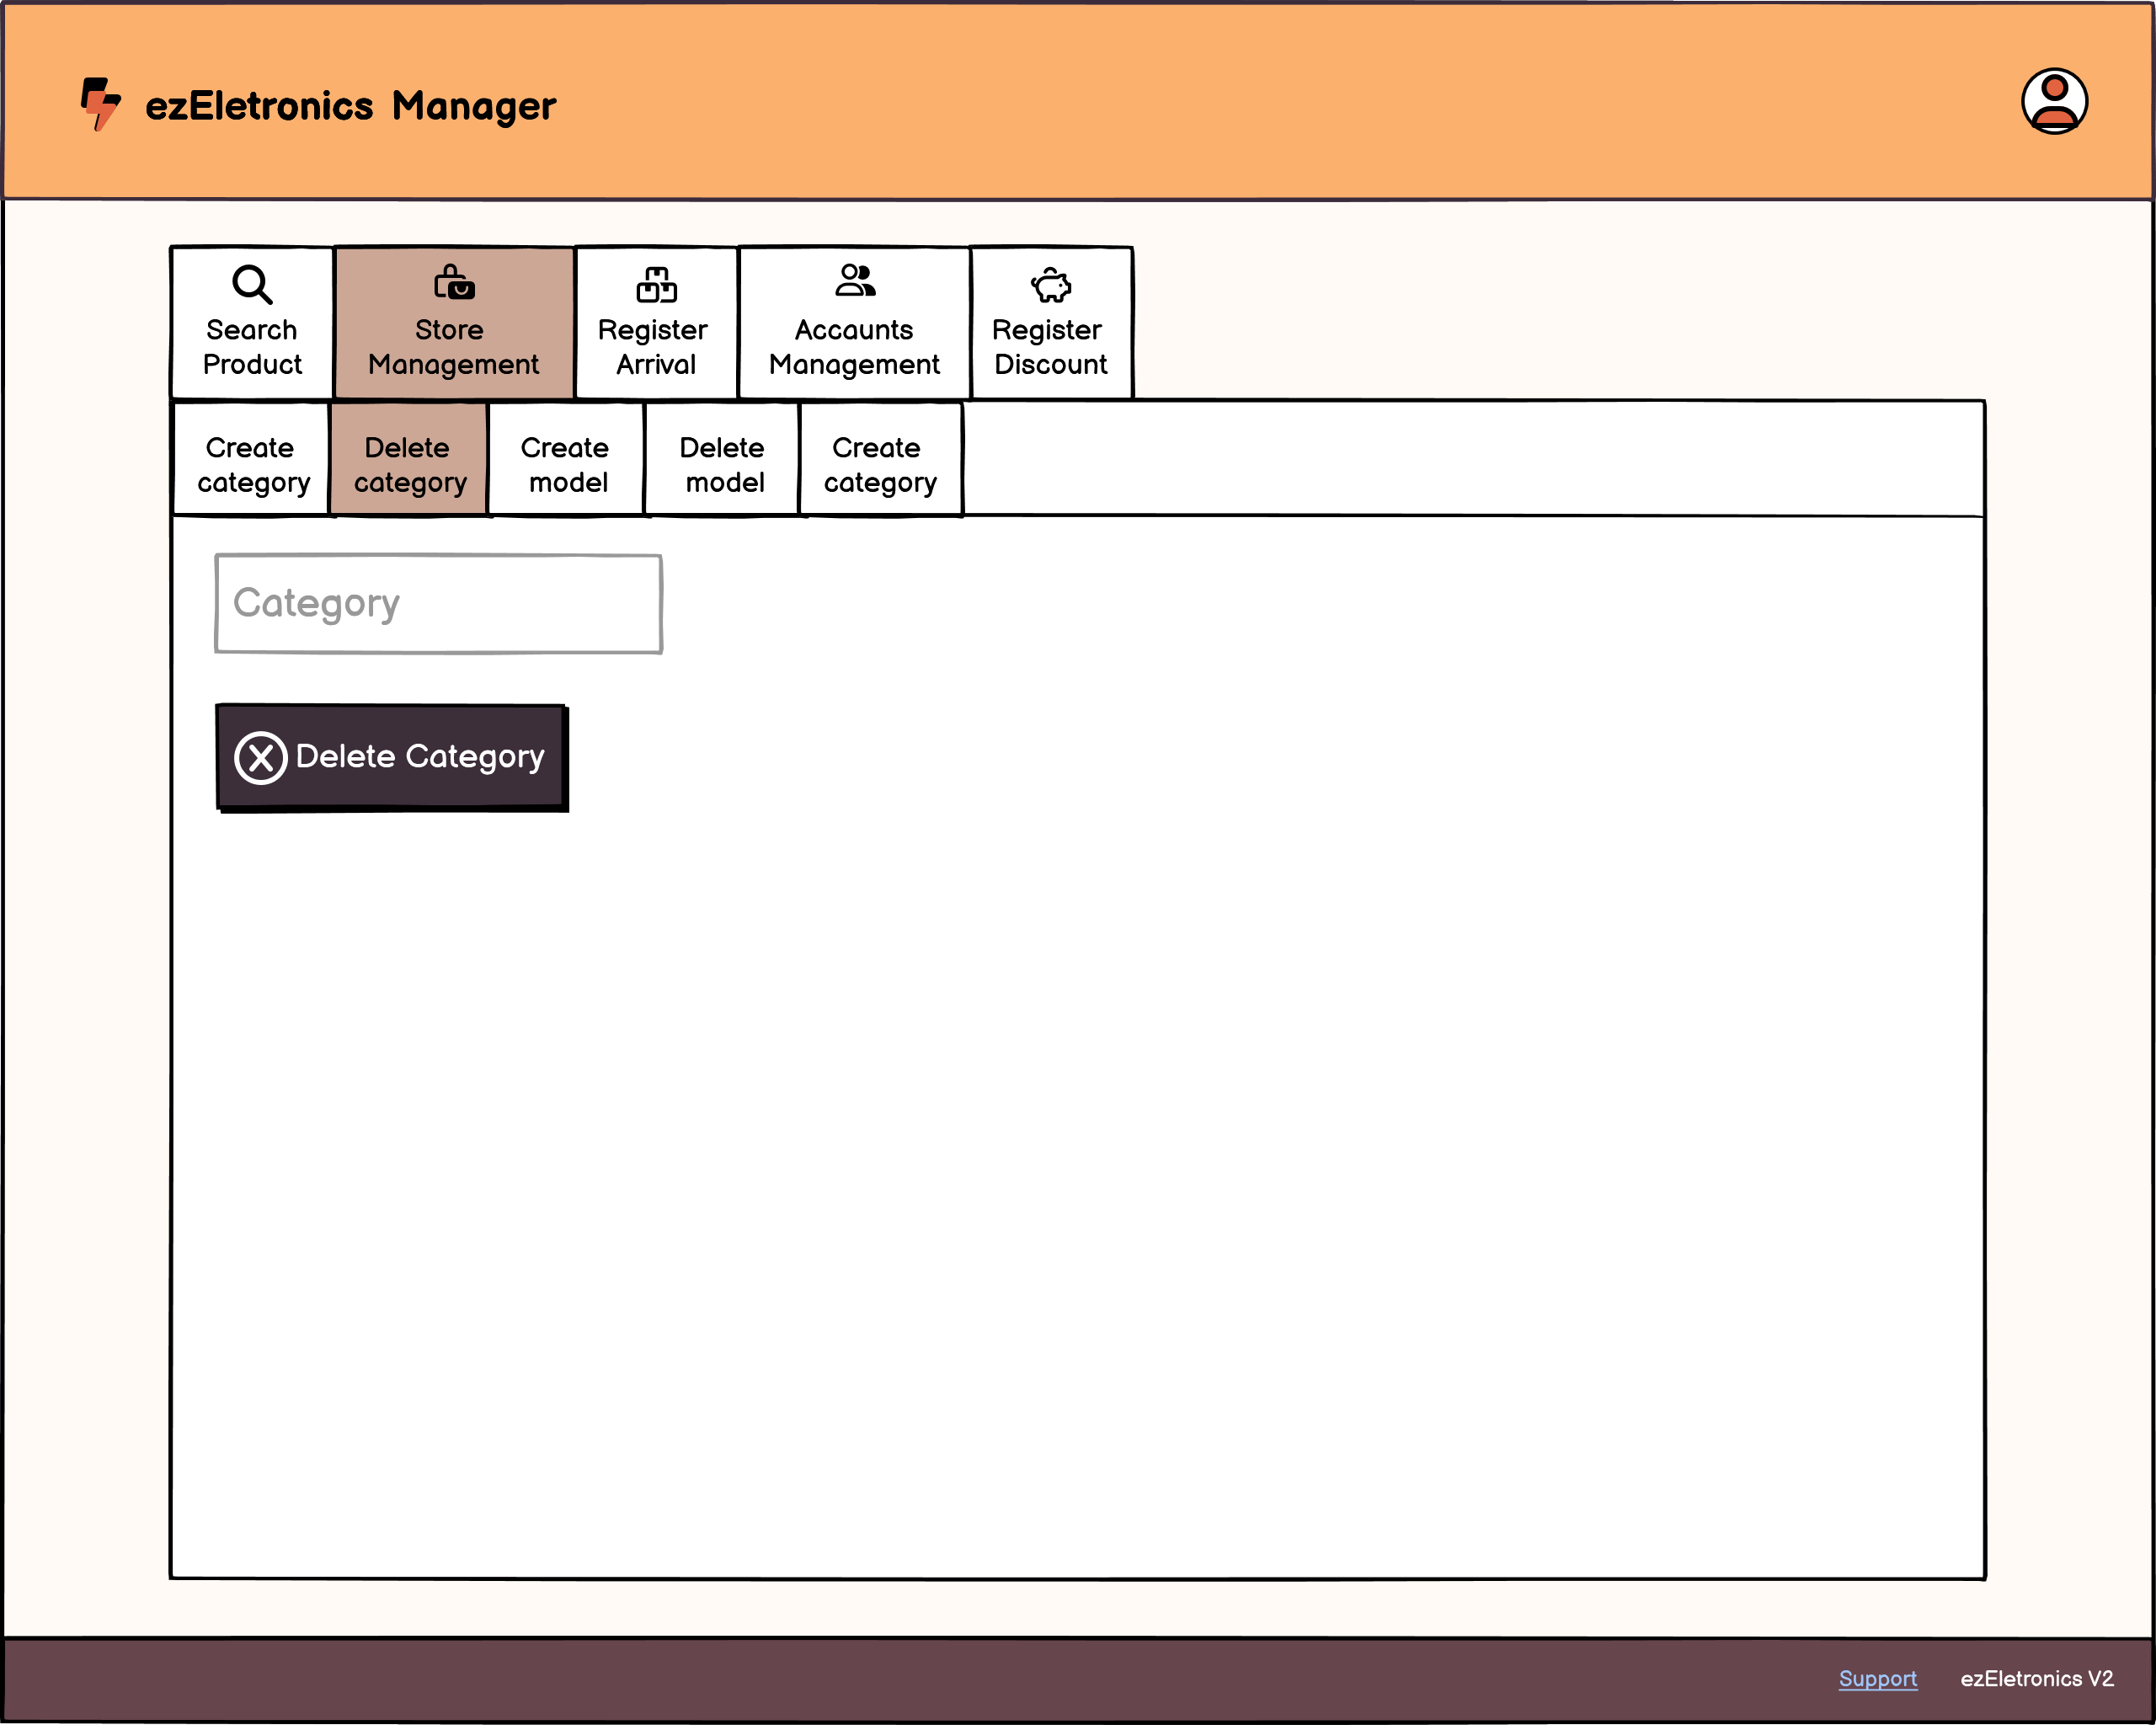 ezEletronics Manager
Search
Product
Store
Management
Register
Arrival
Accaunts
Management
Register
Discount
Create
category
Delete
category
Create
model
Delete
model
Create
category
Category
Delete Category
Support
ezEletronics V2